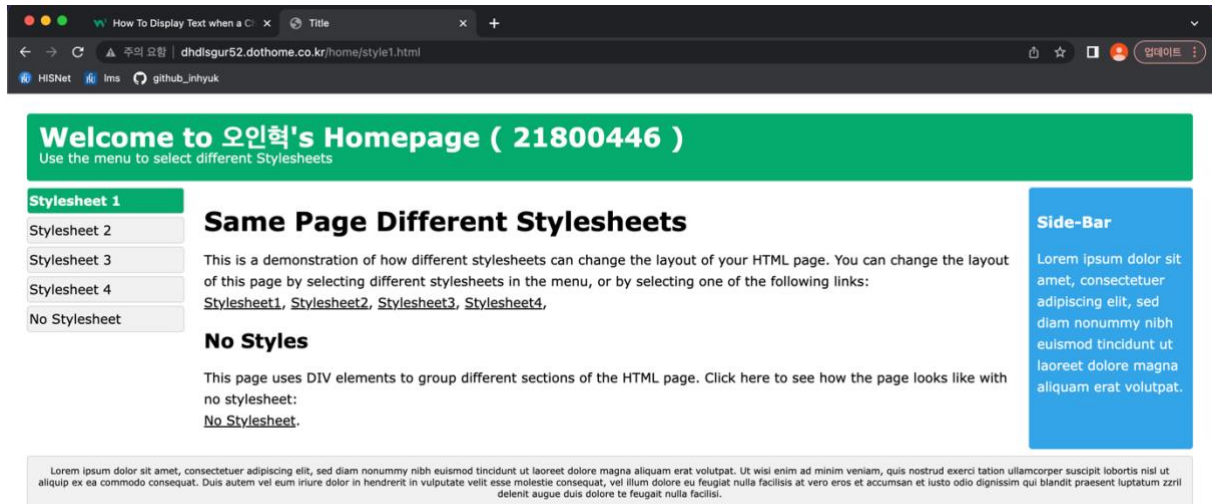 How To Display Text when a Ch
Title
주의 요함
dhdlsgur52.dothome.co.kr/home/style1.html
업데이트
HISNet
lms
github_inhyuk
Welcome to 오인혁's Homepage ( 21800446 )
Use the menu to select different Stylesheets
Stylesheet 1
Stylesheet 2
Stylesheet 3
Stylesheet 4
No Stylesheet
Same Page Different Stylesheets
This is a demonstration of how different stylesheets can change the layout of your HTML page. You can change the layout
of this page by selecting different stylesheets in the menu, or by selecting one of the following links:
Stylesheet1, Stylesheet2, Stylesheet3, Stylesheet4,
No Styles
This page uses DIV elements to group different sections of the HTML page. Click here to see how the page looks like with
no stylesheet:
No Stylesheet.
Side-Bar
Lorem ipsum dolor sit
amet, consectetuer
adipiscing elit, sed
diam nonummy nibh
euismod tincidunt ut
laoreet dolore magna
aliquam erat volutpat.
Lorem ipsum dolor sit amet, consectetuer adipiscing elit, sed diam nonummy nibh euismod tincidunt ut laoreet dolore magna aliquam erat volutpat. Ut wisi enim ad minim veniam, quis nostrud exerci tation ullamcorper suscipit lobortis nisl ut
aliquip ex ea commodo consequat. Duis autem vel eum iriure dolor in hendrerit in vulputate velit esse molestie consequat, vel illum dolore eu feugiat nulla facilisis at vero eros et accumsan et iusto odio dignissim qui blandit praesent luptatum zzril
delenit augue duis dolore te feugait nulla facilisi.